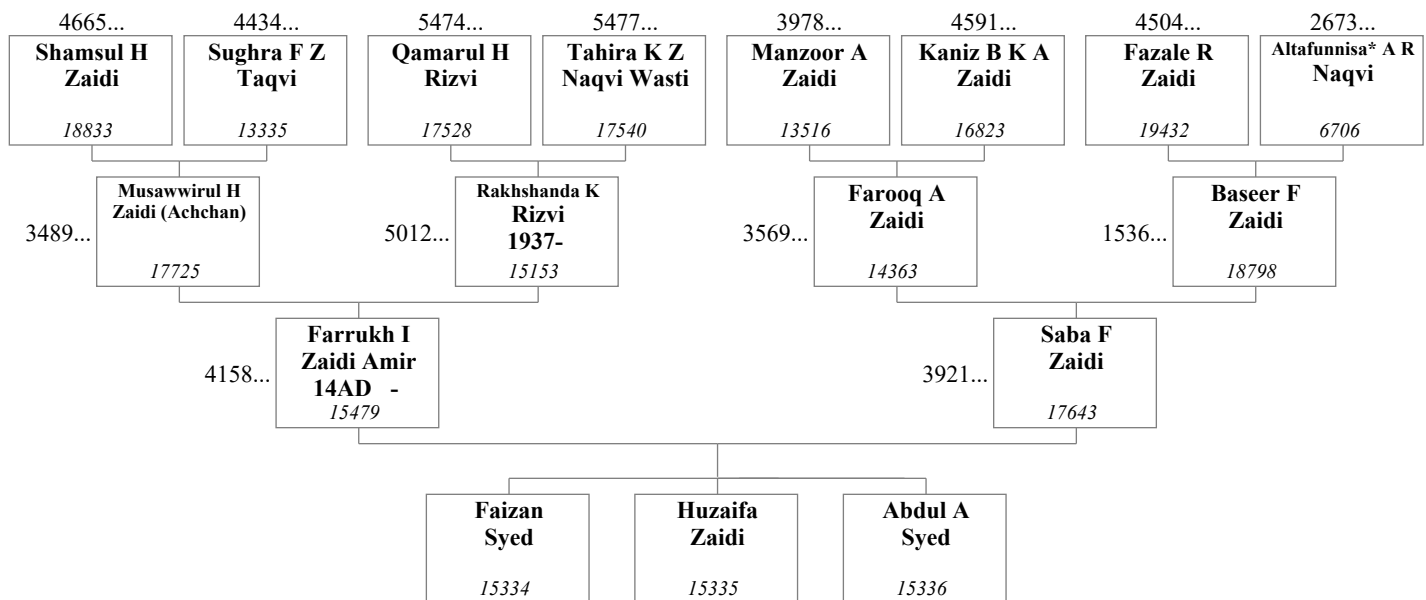 4665... 4434... 5474... 5477... 3978... 4591... 4504... 2673...
Shamsul H
Zaidi
18833
Sughra F Z
Taqvi
13335
Qamarul H
Rizvi
17528
Tahira K Z
Naqvi Wasti
17540
Manzoor A
Zaidi
13516
Kaniz B K A
Zaidi
16823
Fazale R
Zaidi
19432
Altafunnisa* A R
Naqvi
6706
3489...
Musawwirul H
Zaidi (Achchan)
17725
5012...
Rakhshanda K
Rizvi
1937-
15153
3569...
Farooq A
Zaidi
14363
1536...
Baseer F
Zaidi
18798
4158...
Farrukh I
Zaidi Amir
14AD -
15479
3921...
Saba F
Zaidi
17643
Faizan
Syed
15334
Huzaifa
Zaidi
15335
Abdul A
Syed
15336